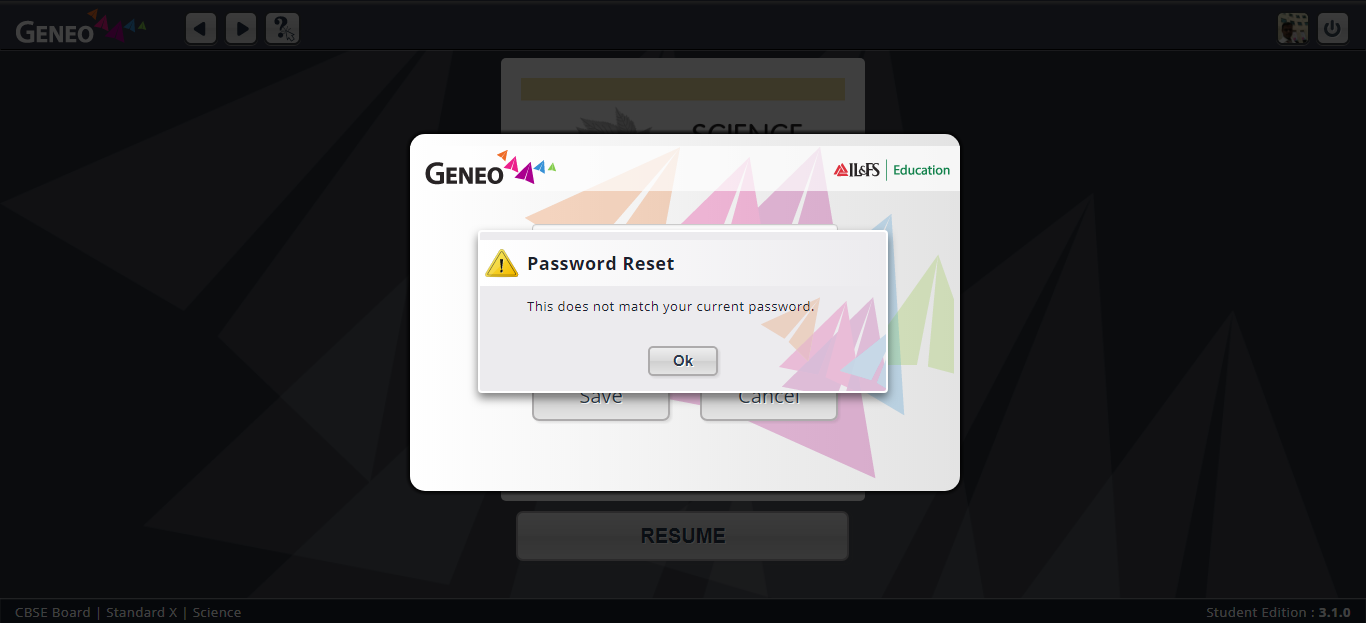 GENEO
?
SCIENCE
GENEO
IL&FS Education
Password Reset
This does not match your current password.
Ok
Save Cancel
RESUME
CBSE Board | Standard X | Science
Student Edition : 3.1.0